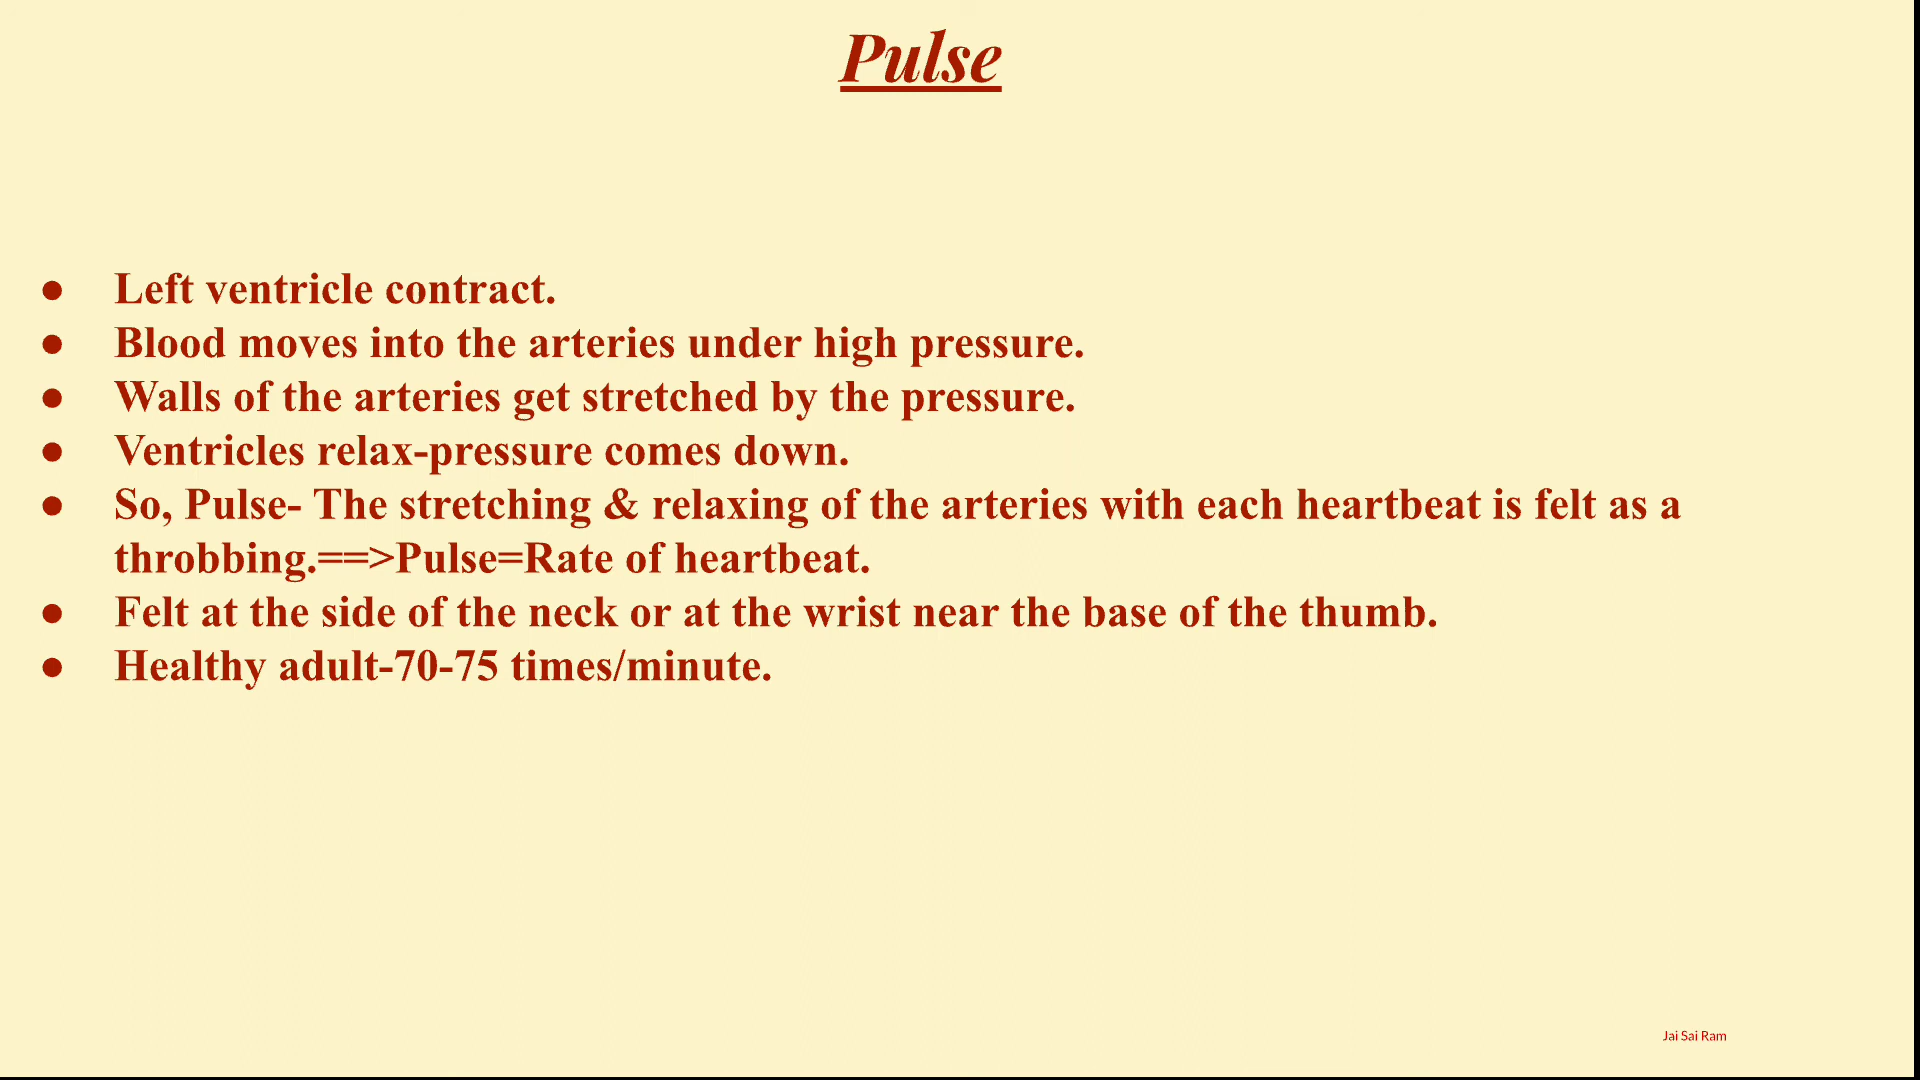 Pulse
● Left ventricle contract.
● Blood moves into the arteries under high pressure.
● Walls of the arteries get stretched by the pressure.
● Ventricles relax-pressure comes down.
● So, Pulse- The stretching & relaxing of the arteries with each heartbeat is felt as a
throbbing.==>Pulse=Rate of heartbeat.
● Felt at the side of the neck or at the wrist near the base of the thumb.
● Healthy adult-70-75 times/minute.
Jai Sai Ram